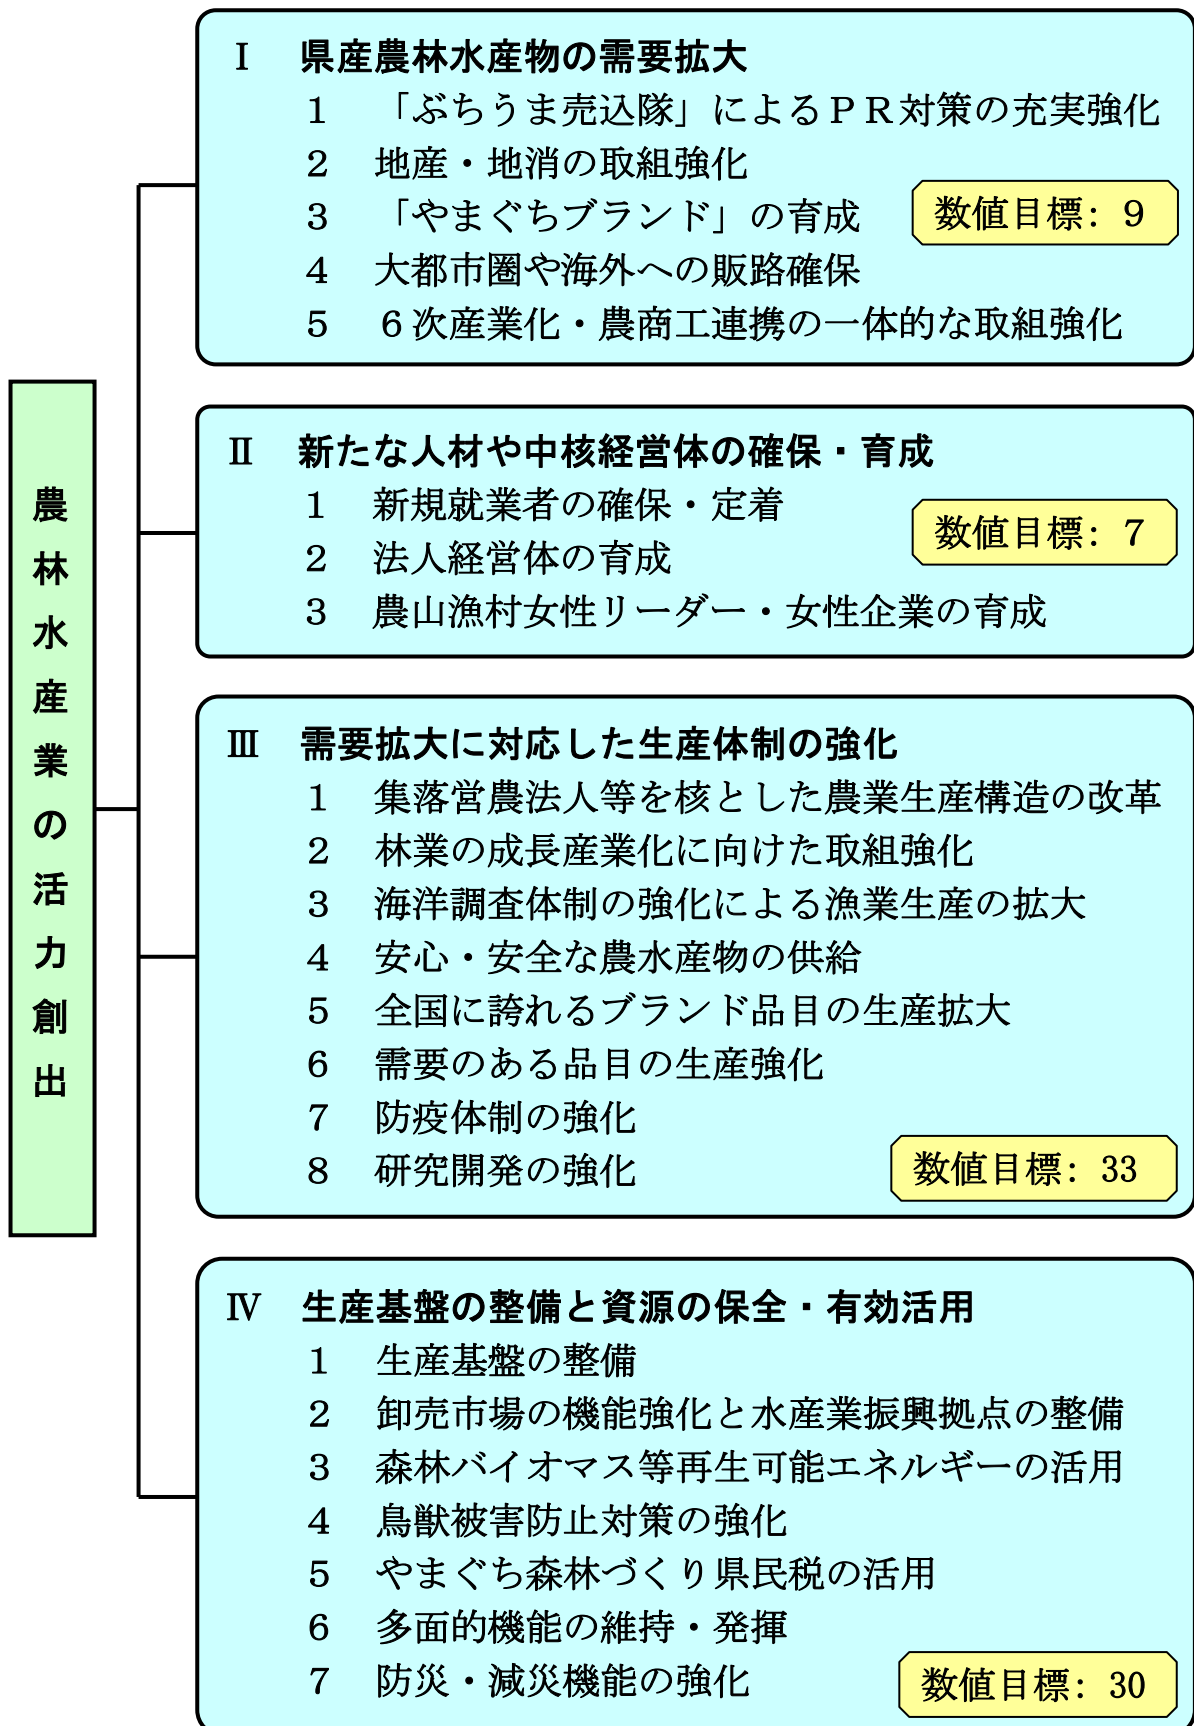 農林水産業の活力創出
Ⅰ 県産農林水産物の需要拡大
1 「ぶちうま売込隊」によるＰＲ対策の充実強化
2 地産・地消の取組強化
3 「やまぐちブランド」の育成
数値目標: 9
4 大都市圏や海外への販路確保
5 ６次産業化・農商工連携の一体的な取組強化
Ⅱ 新たな人材や中核経営体の確保・育成
1 新規就業者の確保・定着
数値目標: 7
2 法人経営体の育成
3 農山漁村女性リーダー・女性企業の育成
Ⅲ 需要拡大に対応した生産体制の強化
1 集落営農法人等を核とした農業生産構造の改革
2 林業の成長産業化に向けた取組強化
3 海洋調査体制の強化による漁業生産の拡大
4 安心・安全な農水産物の供給
5 全国に誇れるブランド品目の生産拡大
6 需要のある品目の生産強化
7 防疫体制の強化
8 研究開発の強化
数値目標: 33
Ⅳ 生産基盤の整備と資源の保全・有効活用
1 生産基盤の整備
2 卸売市場の機能強化と水産業振興拠点の整備
3 森林バイオマス等再生可能エネルギーの活用
4 鳥獣被害防止対策の強化
5 やまぐち森林づくり県民税の活用
6 多面的機能の維持・発揮
7 防災・減災機能の強化
数値目標: 30